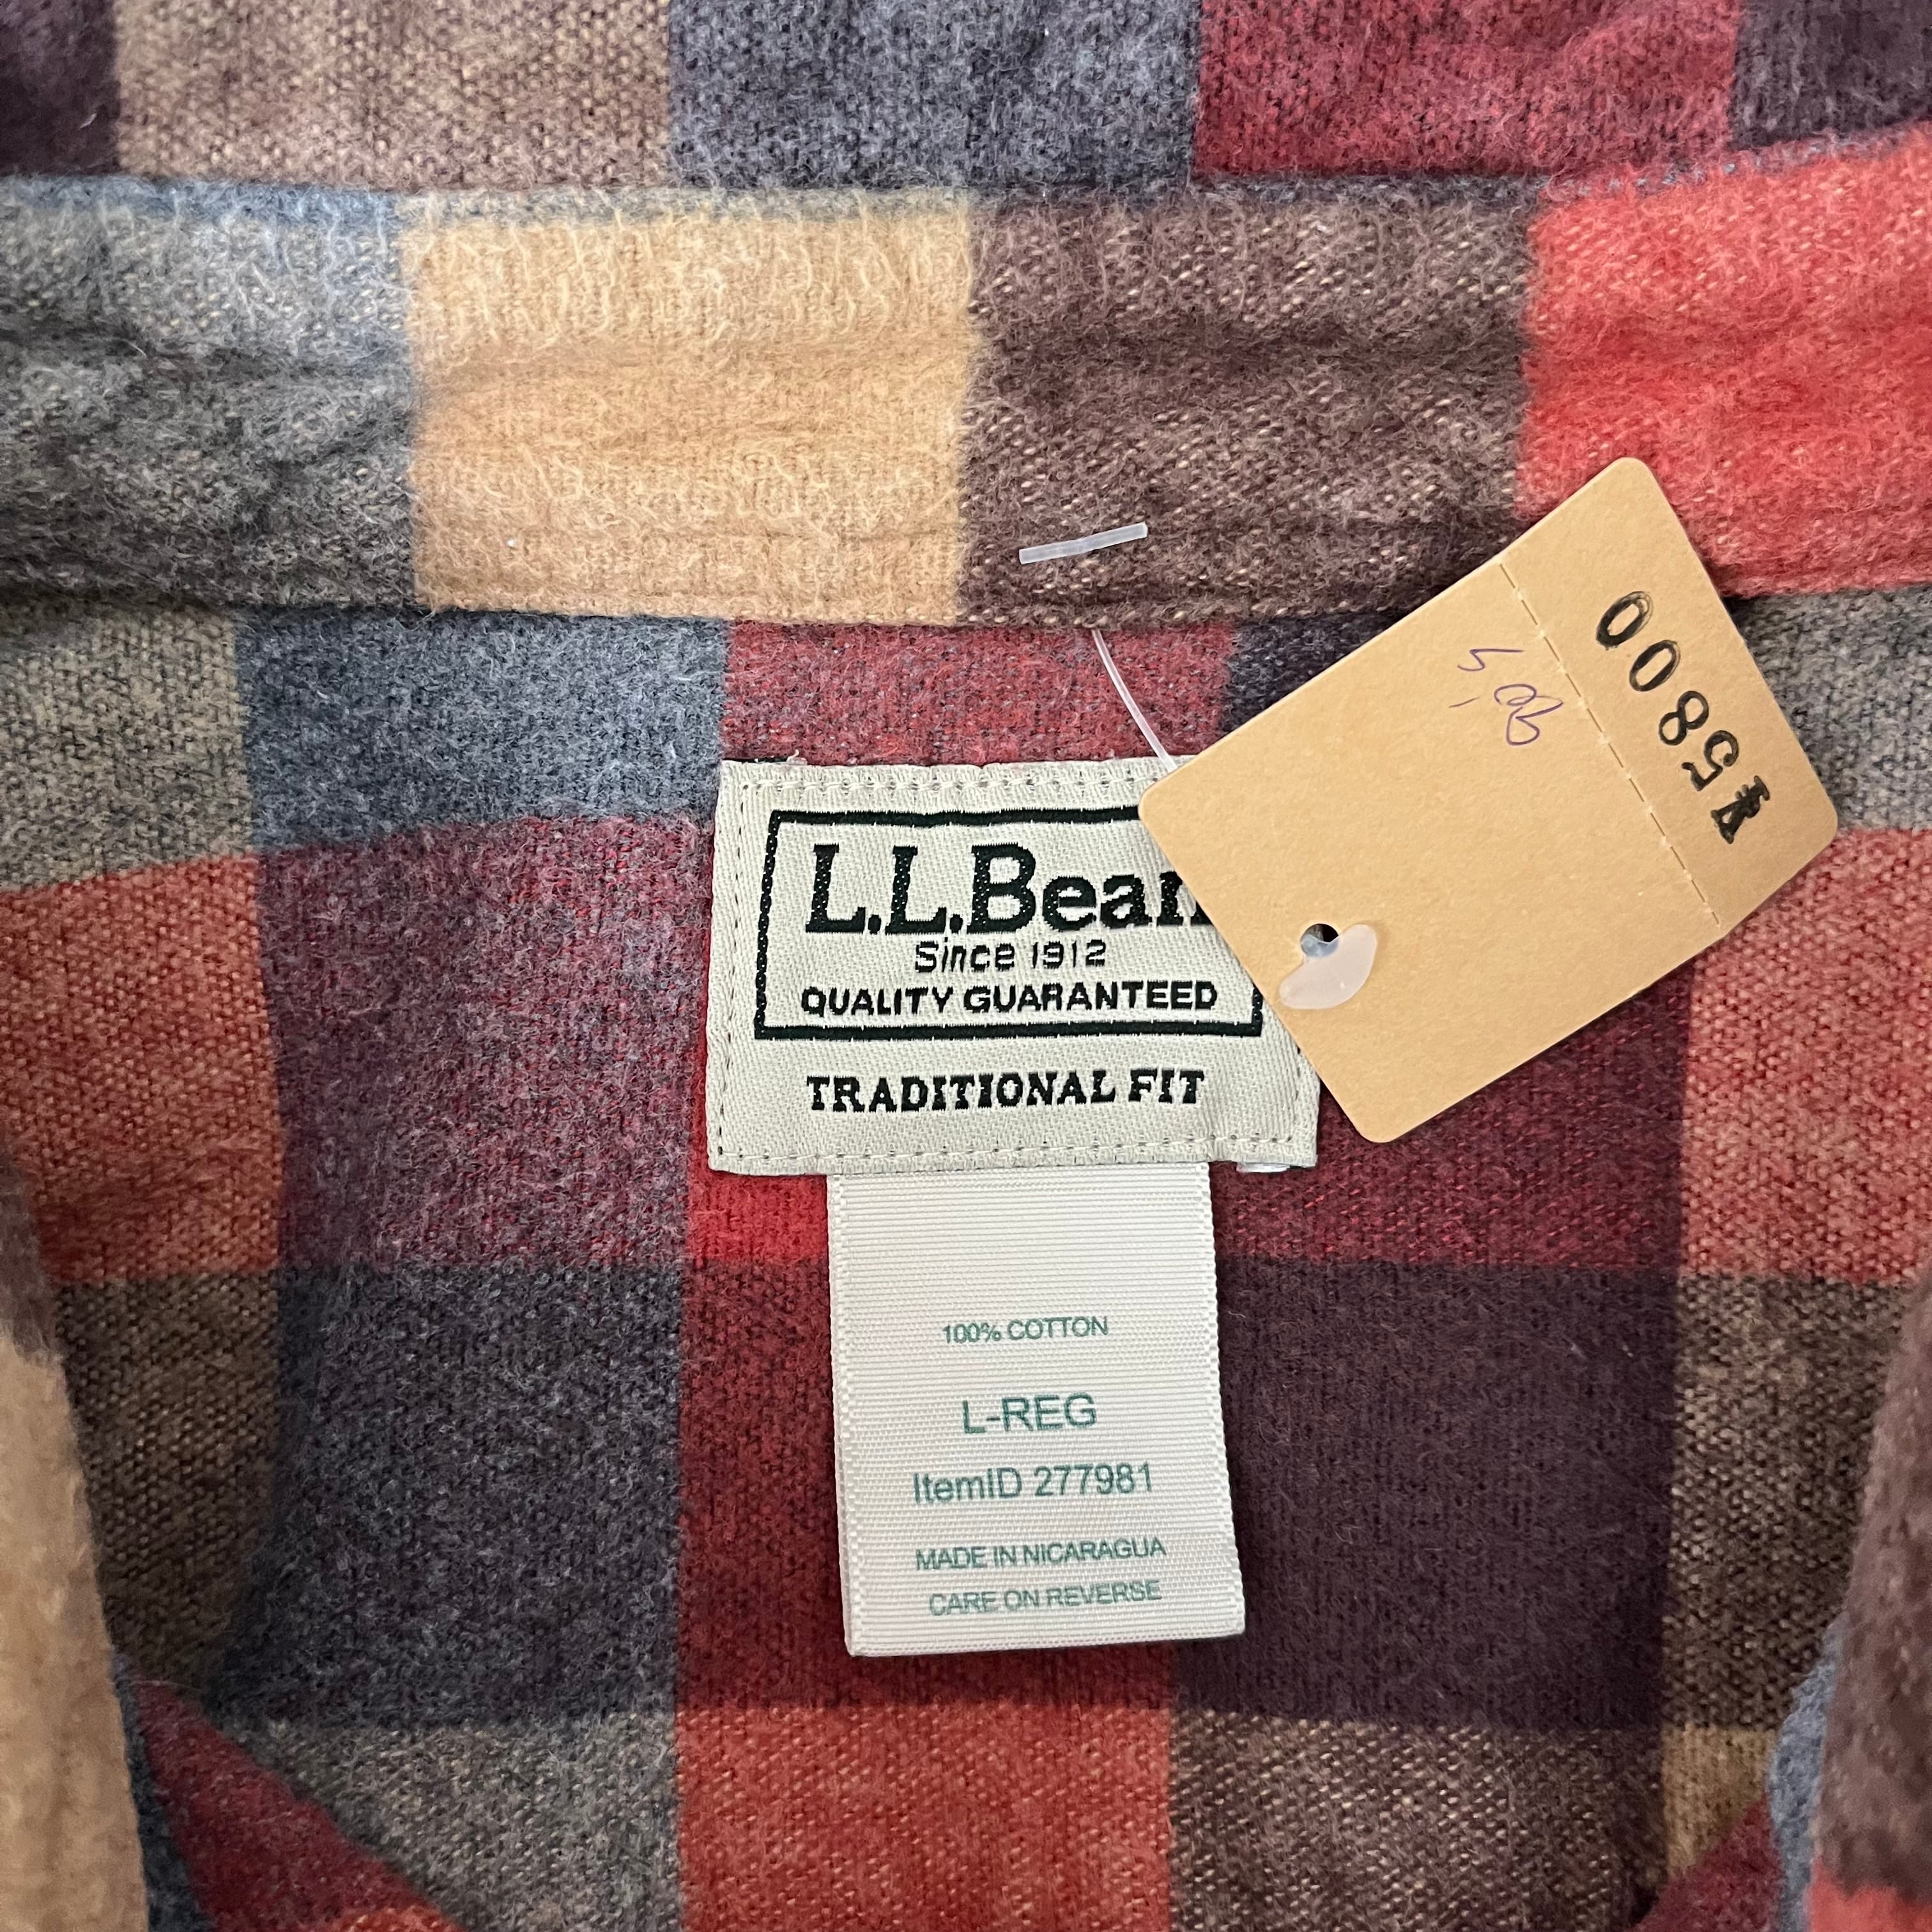 L.L.Bean
Since 1912
QUALITY GUARANTEED
TRADITIONAL FIT
100% COTTON
L-REG
ItemID 277981
MADE IN NICARAGUA
CARE ON REVERSE
¥5800